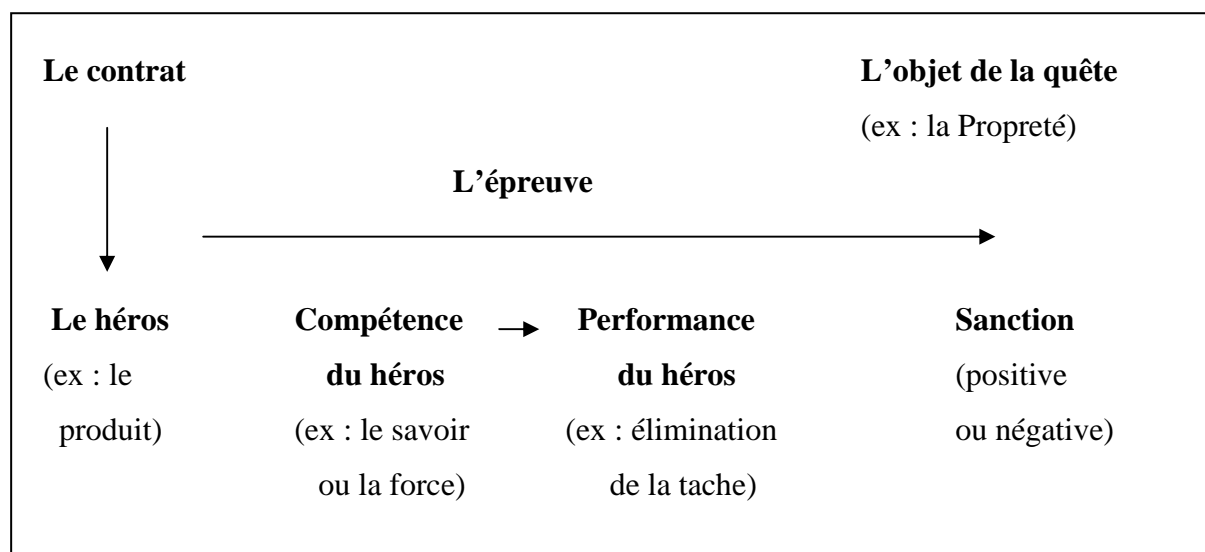 Le contrat L'objet de la quête
(ex : la Propreté)
L'épreuve
Le héros Compétence Performance Sanction
(ex : le du héros du héros (positive
produit) (ex : le savoir (ex : élimination ou négative)
ou la force) de la tache)